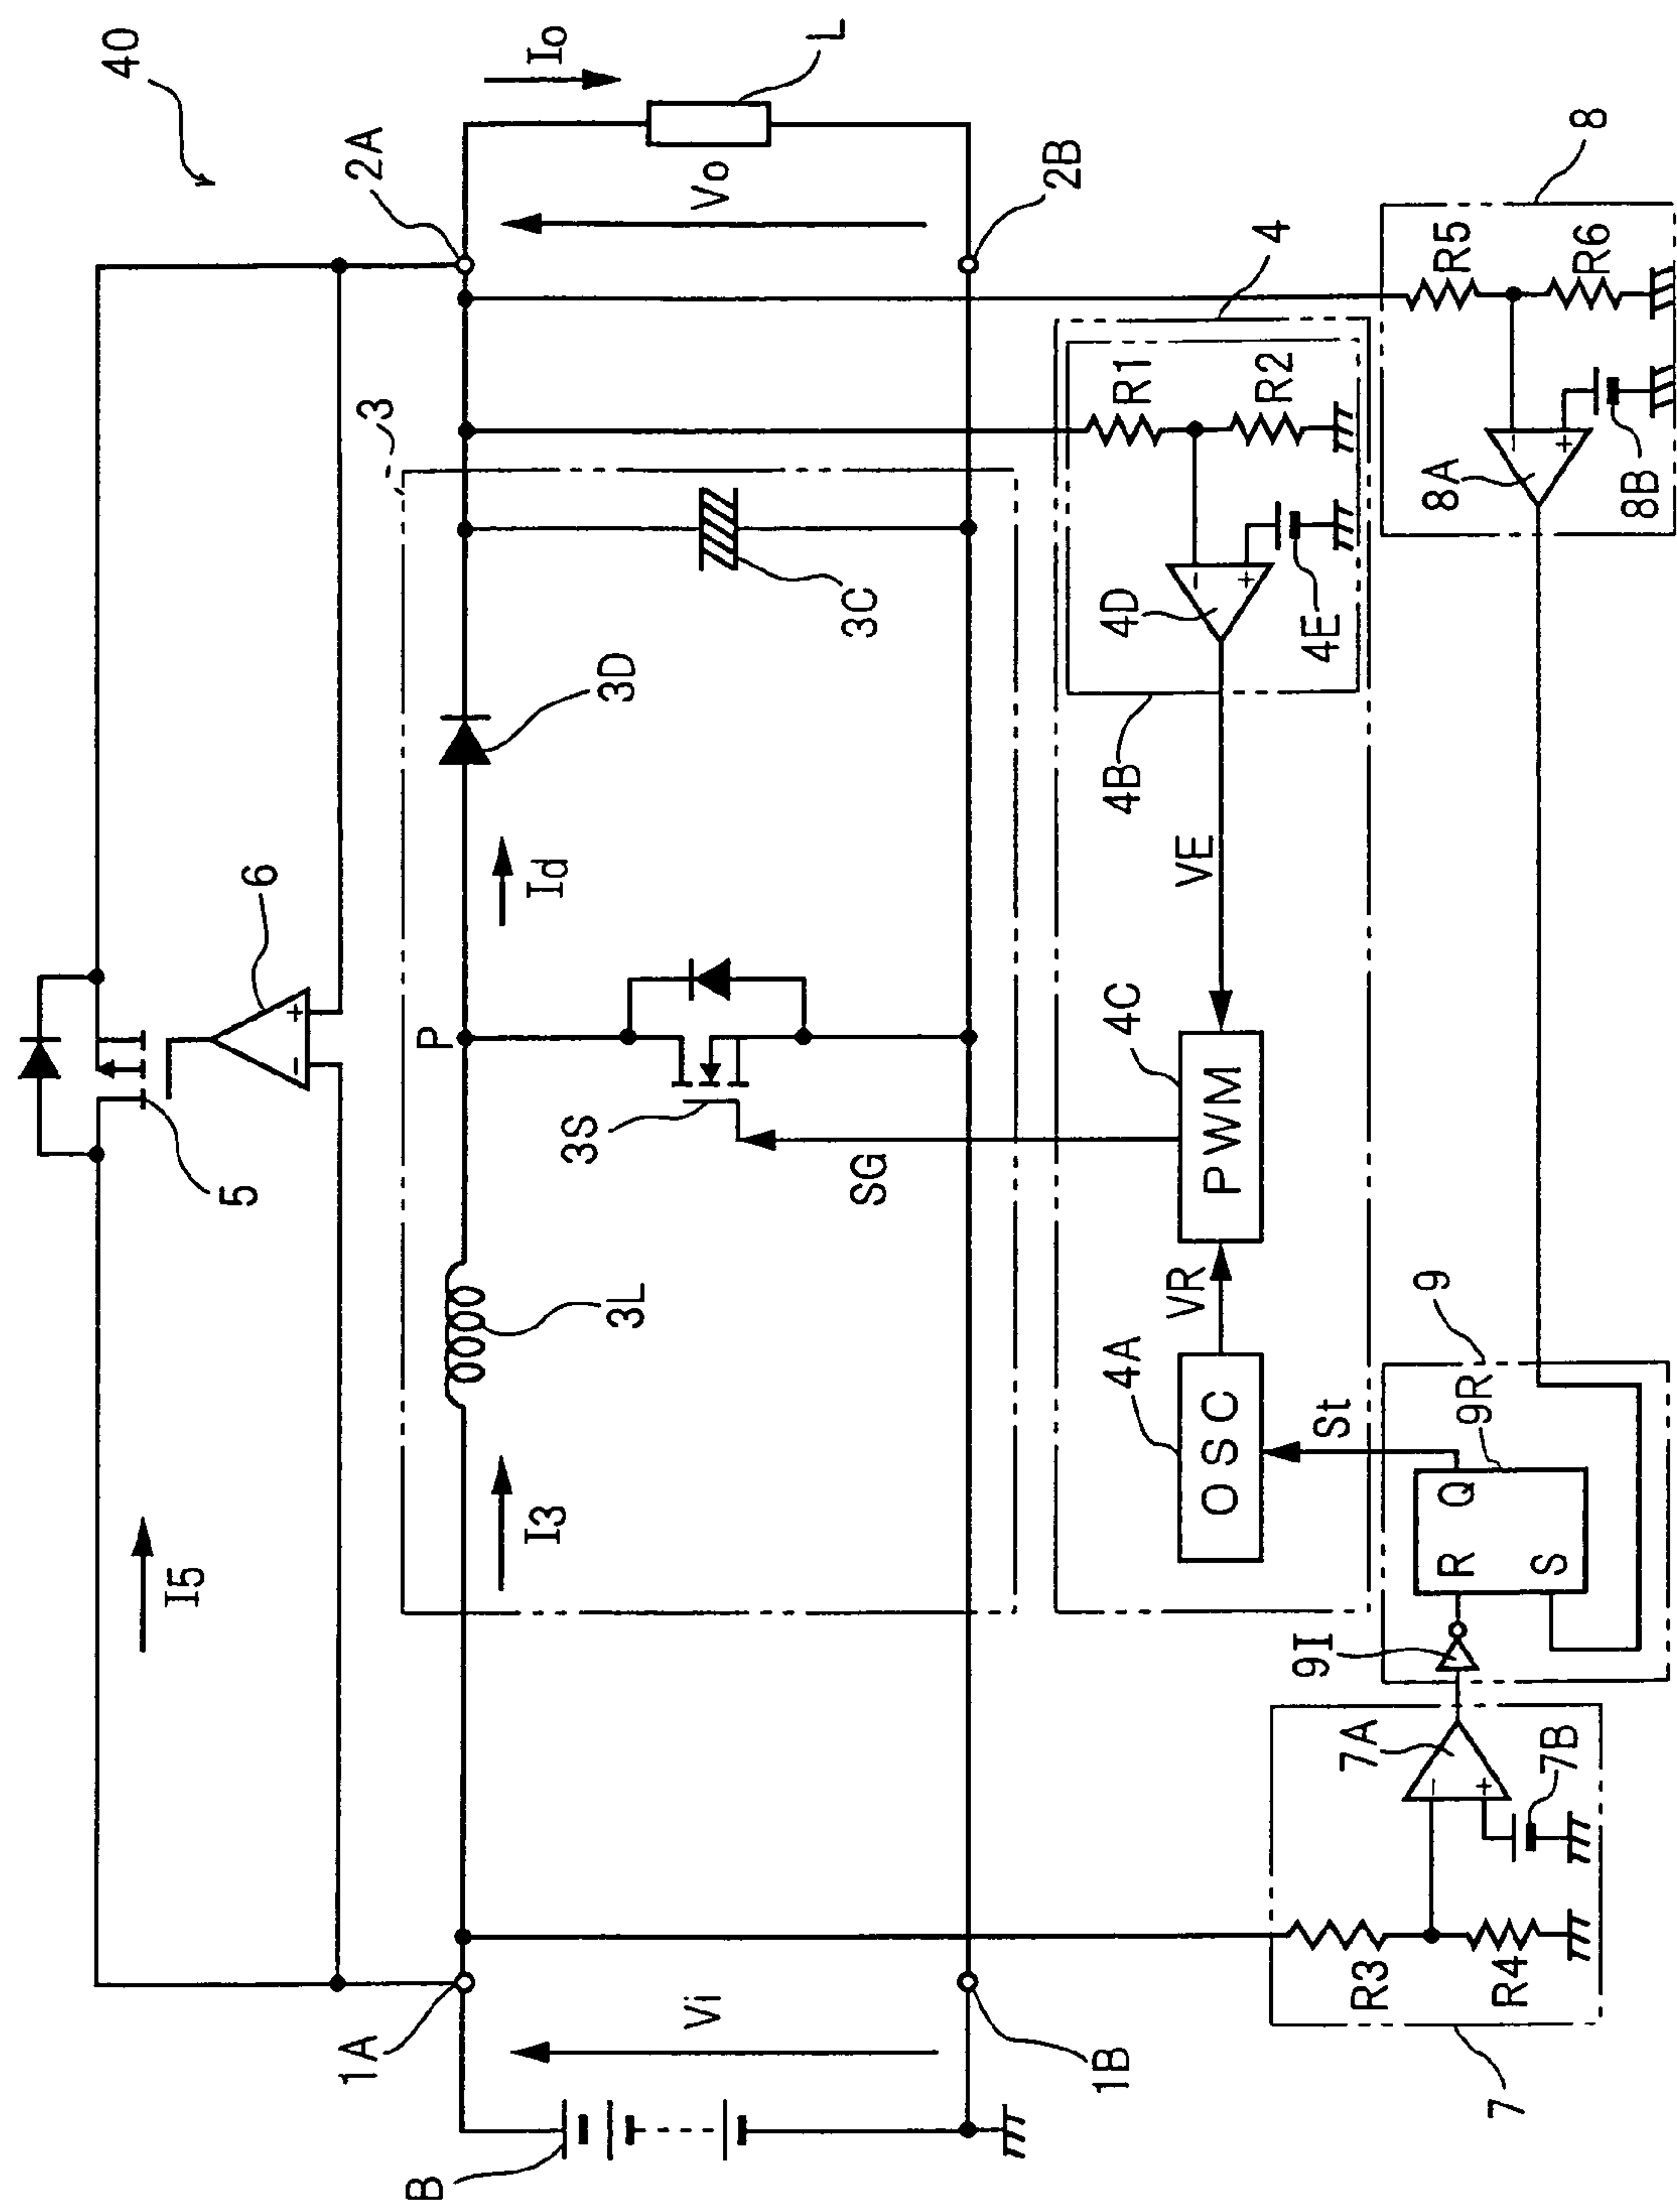 40
I5
5
6
1A
2A
3
Io
L
Vo
2B
B
Vi
1B
I3
3L
P
Id
3D
3S
3C
SG
4
4A
OSC
VR
4C
PWM
VE
4B
4D
- +
4E
R1
R2
7
R3
R4
7A
- +
7B
9
9I
9R
R Q
S
St
8
8A
- +
8B
R5
R6
- +